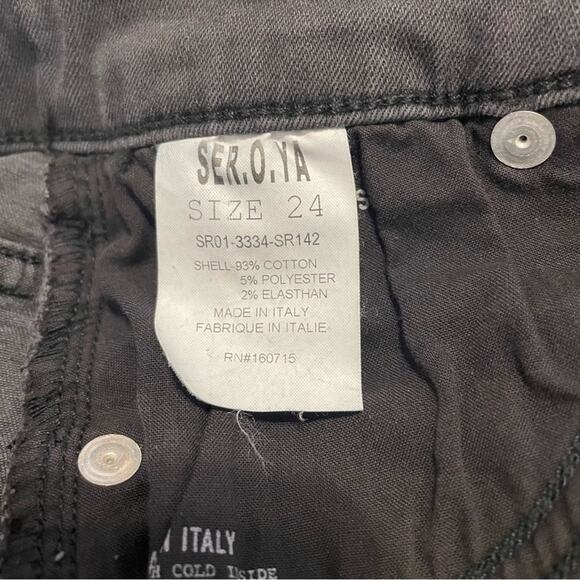 SER.O.YA
SIZE 24
SR01-3334-SR142
SHELL-93% COTTON
5% POLYESTER
2% ELASTHAN
MADE IN ITALY
FABRIQUE IN ITALIE
RN#160715
ITALY
COLD INSIDE